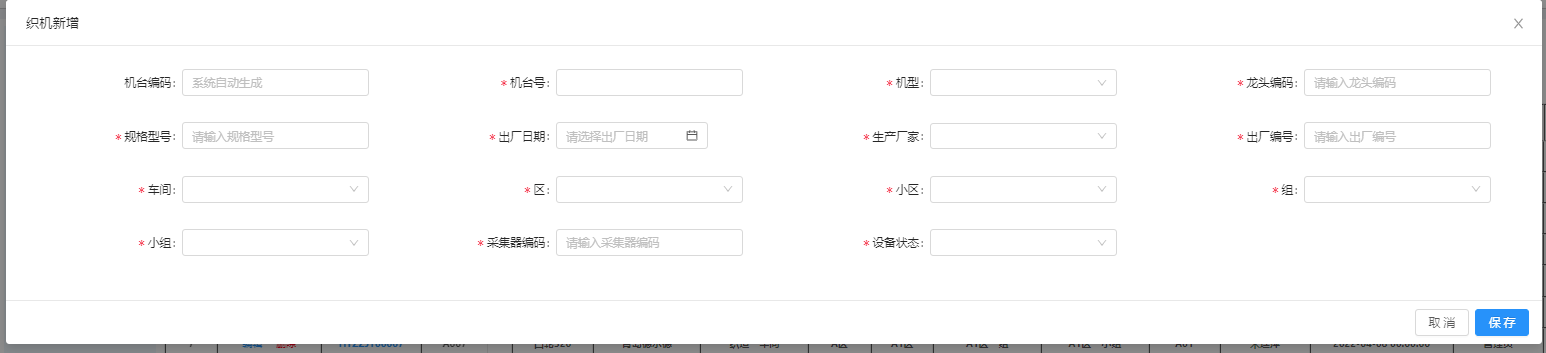 织机新增
机台编码: 系统自动生成 * 机台号: * 机型: * 龙头编码: 请输入龙头编码
* 规格型号: 请输入规格型号 * 出厂日期: 请选择出厂日期 * 生产厂家: * 出厂编号: 请输入出厂编号
* 车间: * 区: * 小区: * 组:
* 小组: * 采集器编码: 请输入采集器编码 * 设备状态:
取消 保存